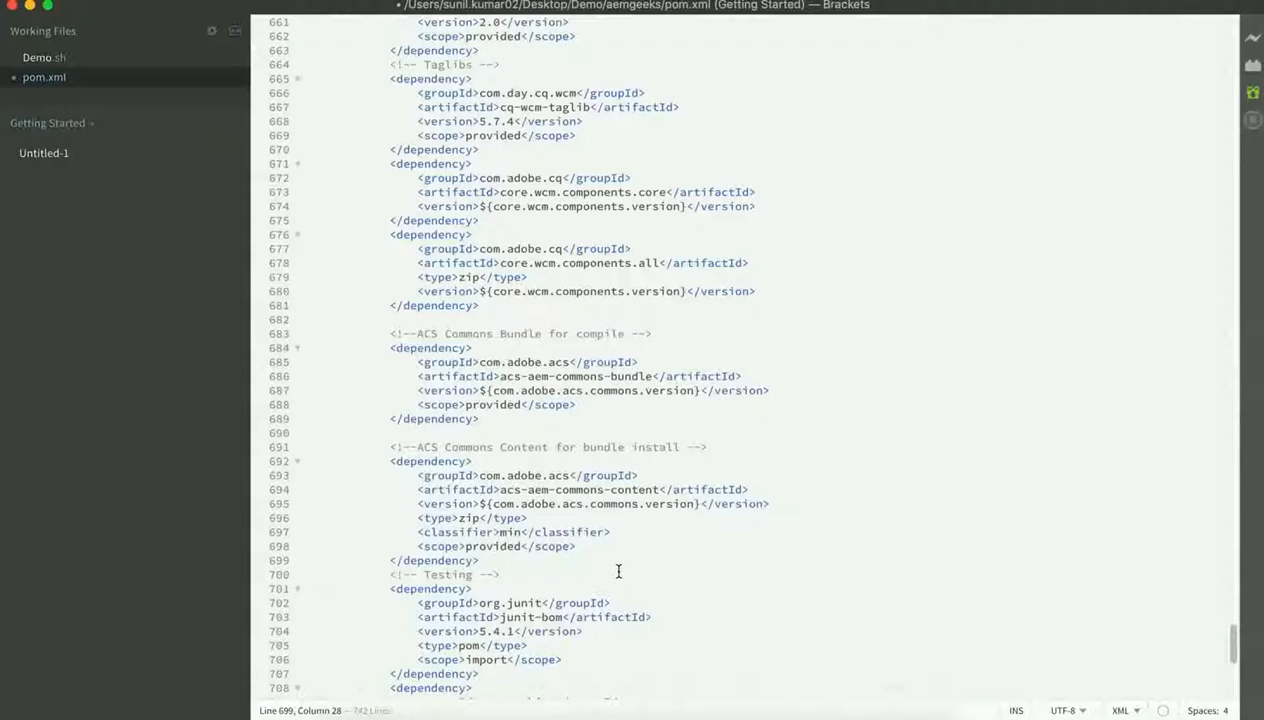 • /Users/sunil.kumar02/Desktop/Demo/aemgeeks/pom.xml (Getting Started) — Brackets
Working Files
Demo.sh
pom.xml
Getting Started
Untitled-1
661 <version>2.0</version>
662 <scope>provided</scope>
663 </dependency>
664 <!-- Taglibs -->
665 <dependency>
666 <groupId>com.day.cq.wcm</groupId>
667 <artifactId>cq-wcm-taglib</artifactId>
668 <version>5.7.4</version>
669 <scope>provided</scope>
670 </dependency>
671 <dependency>
672 <groupId>com.adobe.cq</groupId>
673 <artifactId>core.wcm.components.core</artifactId>
674 <version>${core.wcm.components.version}</version>
675 </dependency>
676 <dependency>
677 <groupId>com.adobe.cq</groupId>
678 <artifactId>core.wcm.components.all</artifactId>
679 <type>zip</type>
680 <version>${core.wcm.components.version}</version>
681 </dependency>
682
683 <!--ACS Commons Bundle for compile -->
684 <dependency>
685 <groupId>com.adobe.acs</groupId>
686 <artifactId>acs-aem-commons-bundle</artifactId>
687 <version>${com.adobe.acs.commons.version}</version>
688 <scope>provided</scope>
689 </dependency>
690
691 <!--ACS Commons Content for bundle install -->
692 <dependency>
693 <groupId>com.adobe.acs</groupId>
694 <artifactId>acs-aem-commons-content</artifactId>
695 <version>${com.adobe.acs.commons.version}</version>
696 <type>zip</type>
697 <classifier>min</classifier>
698 <scope>provided</scope>
699 </dependency>
700 <!-- Testing -->
701 <dependency>
702 <groupId>org.junit</groupId>
703 <artifactId>junit-bom</artifactId>
704 <version>5.4.1</version>
705 <type>pom</type>
706 <scope>import</scope>
707 </dependency>
708 <dependency>
Line 699, Column 28 — 742 Lines
INS UTF-8 XML Spaces: 4